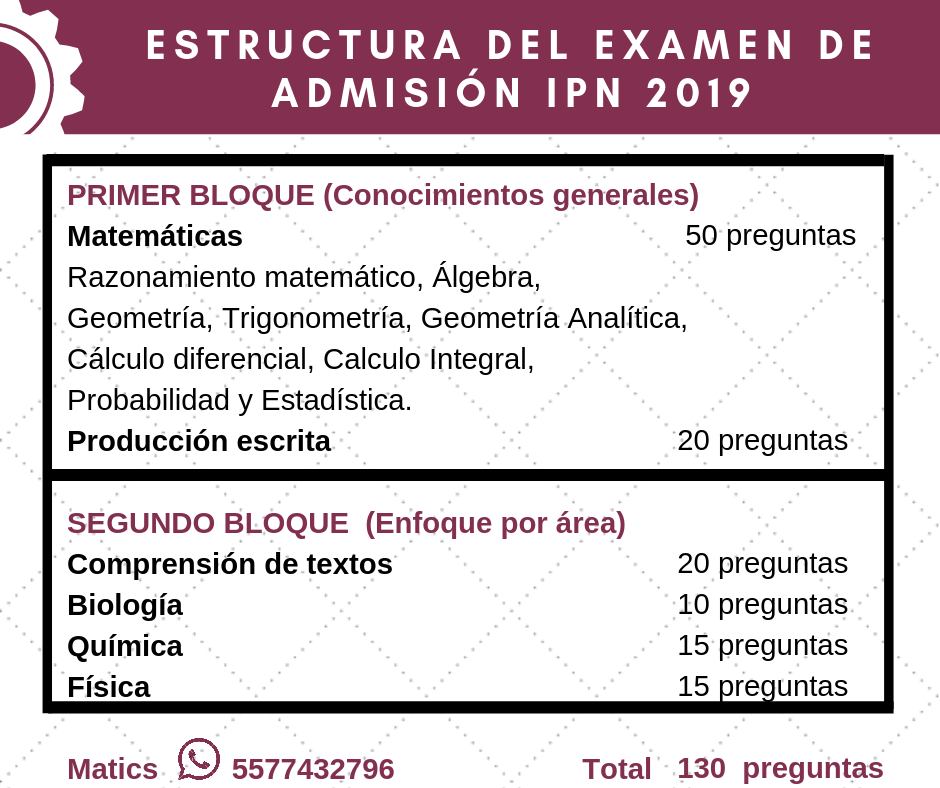 ESTRUCTURA DEL EXAMEN DE
ADMISIÓN IPN 2019
PRIMER BLOQUE (Conocimientos generales)
Matemáticas 50 preguntas
Razonamiento matemático, Álgebra,
Geometría, Trigonometría, Geometría Analítica,
Cálculo diferencial, Calculo Integral,
Probabilidad y Estadística.
Producción escrita 20 preguntas
SEGUNDO BLOQUE (Enfoque por área)
Comprensión de textos 20 preguntas
Biología 10 preguntas
Química 15 preguntas
Física 15 preguntas
Matics 5577432796 Total 130 preguntas